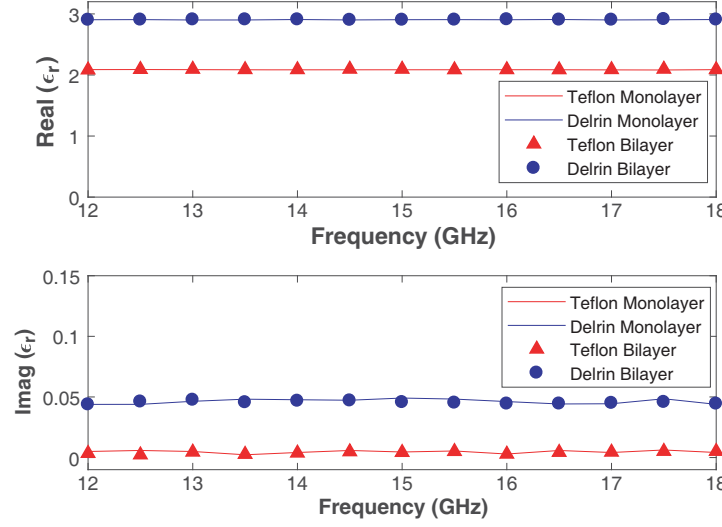 3
2
1
0
Real (ϵr)
Teflon Monolayer
Delrin Monolayer
Teflon Bilayer
Delrin Bilayer
12 13 14 15 16 17 18
Frequency (GHz)
0.15
0.1
0.05
0
Imag (ϵr)
Teflon Monolayer
Delrin Monolayer
Teflon Bilayer
Delrin Bilayer
12 13 14 15 16 17 18
Frequency (GHz)